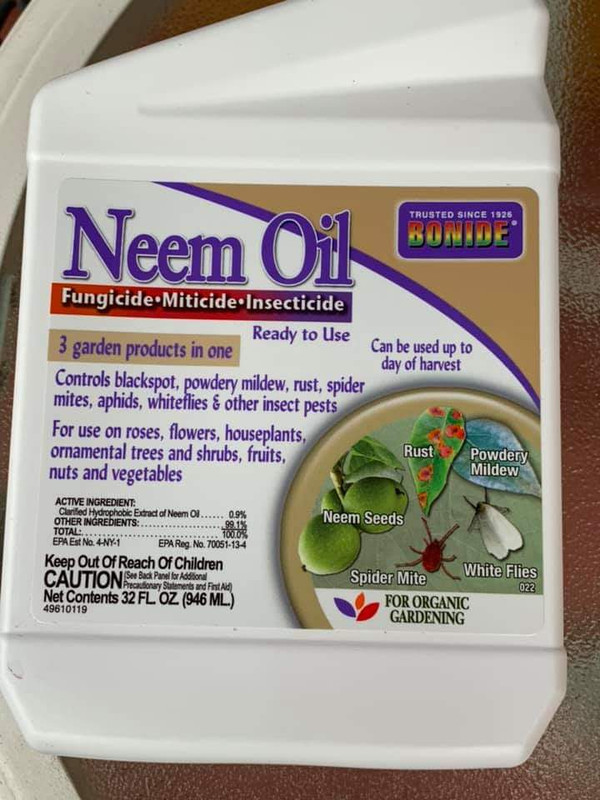 TRUSTED SINCE 1926
BONIDE®
Neem Oil
Fungicide•Miticide•Insecticide
Ready to Use
3 garden products in one
Can be used up to
day of harvest
Controls blackspot, powdery mildew, rust, spider
mites, aphids, whiteflies & other insect pests
For use on roses, flowers, houseplants,
ornamental trees and shrubs, fruits,
nuts and vegetables
ACTIVE INGREDIENT:
Clarified Hydrophobic Extract of Neem Oil...... 0.9%
OTHER INGREDIENTS:........................ 99.1%
TOTAL:................................. 100.0%
EPA Est No. 4-NY-1 EPA Reg. No. 70051-13-4
Keep Out Of Reach Of Children
CAUTION (See Back Panel for Additional
Precautionary Statements and First Aid)
Net Contents 32 FL. OZ. (946 ML.)
49610119
Rust
Powdery
Mildew
Neem Seeds
Spider Mite
White Flies
022
FOR ORGANIC
GARDENING